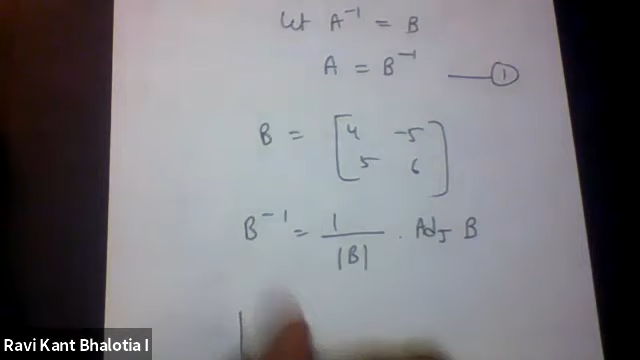 Let A⁻¹ = B
A = B⁻¹ —— ①
B = [4 -5
5 6]
B⁻¹ = 1/|B| . Adj B
Ravi Kant Bhalotia I